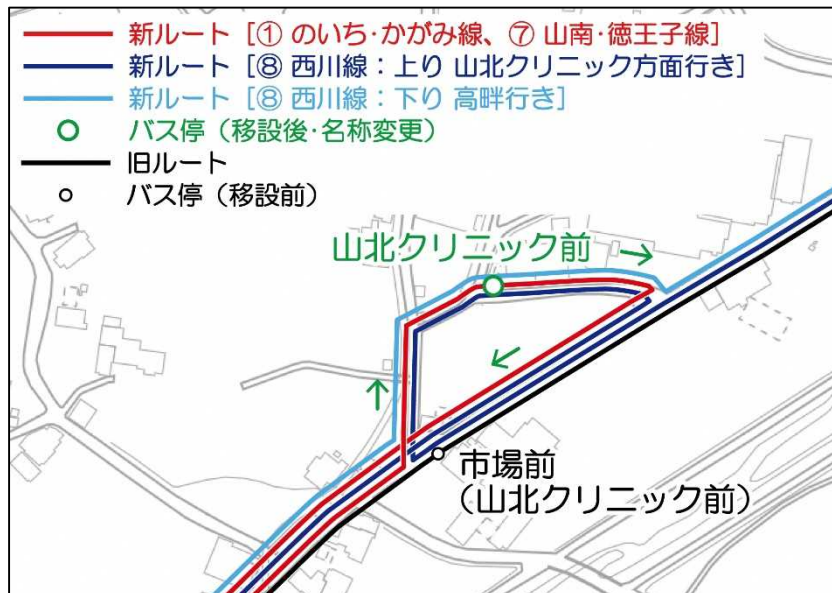 新ルート［① のいち･かがみ線、⑦ 山南･徳王子線］
新ルート［⑧ 西川線：上り 山北クリニック方面行き］
新ルート［⑧ 西川線：下り 高畔行き］
バス停（移設後･名称変更）
旧ルート
バス停（移設前）
山北クリニック前
市場前
（山北クリニック前）